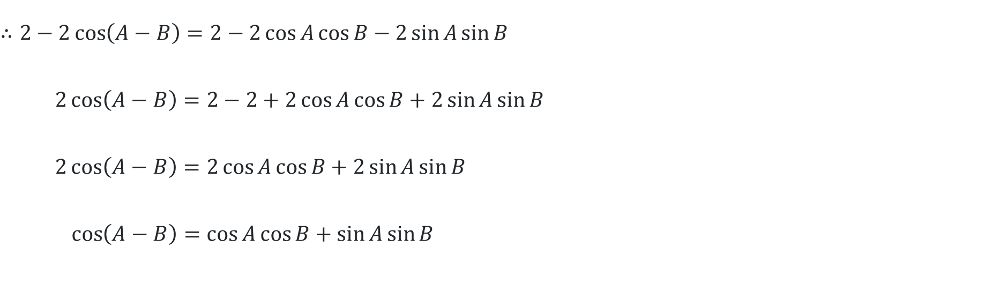 ∴ 2 − 2 cos(A − B) = 2 − 2 cos A cos B − 2 sin A sin B
2 cos(A − B) = 2 − 2 + 2 cos A cos B + 2 sin A sin B
2 cos(A − B) = 2 cos A cos B + 2 sin A sin B
cos(A − B) = cos A cos B + sin A sin B